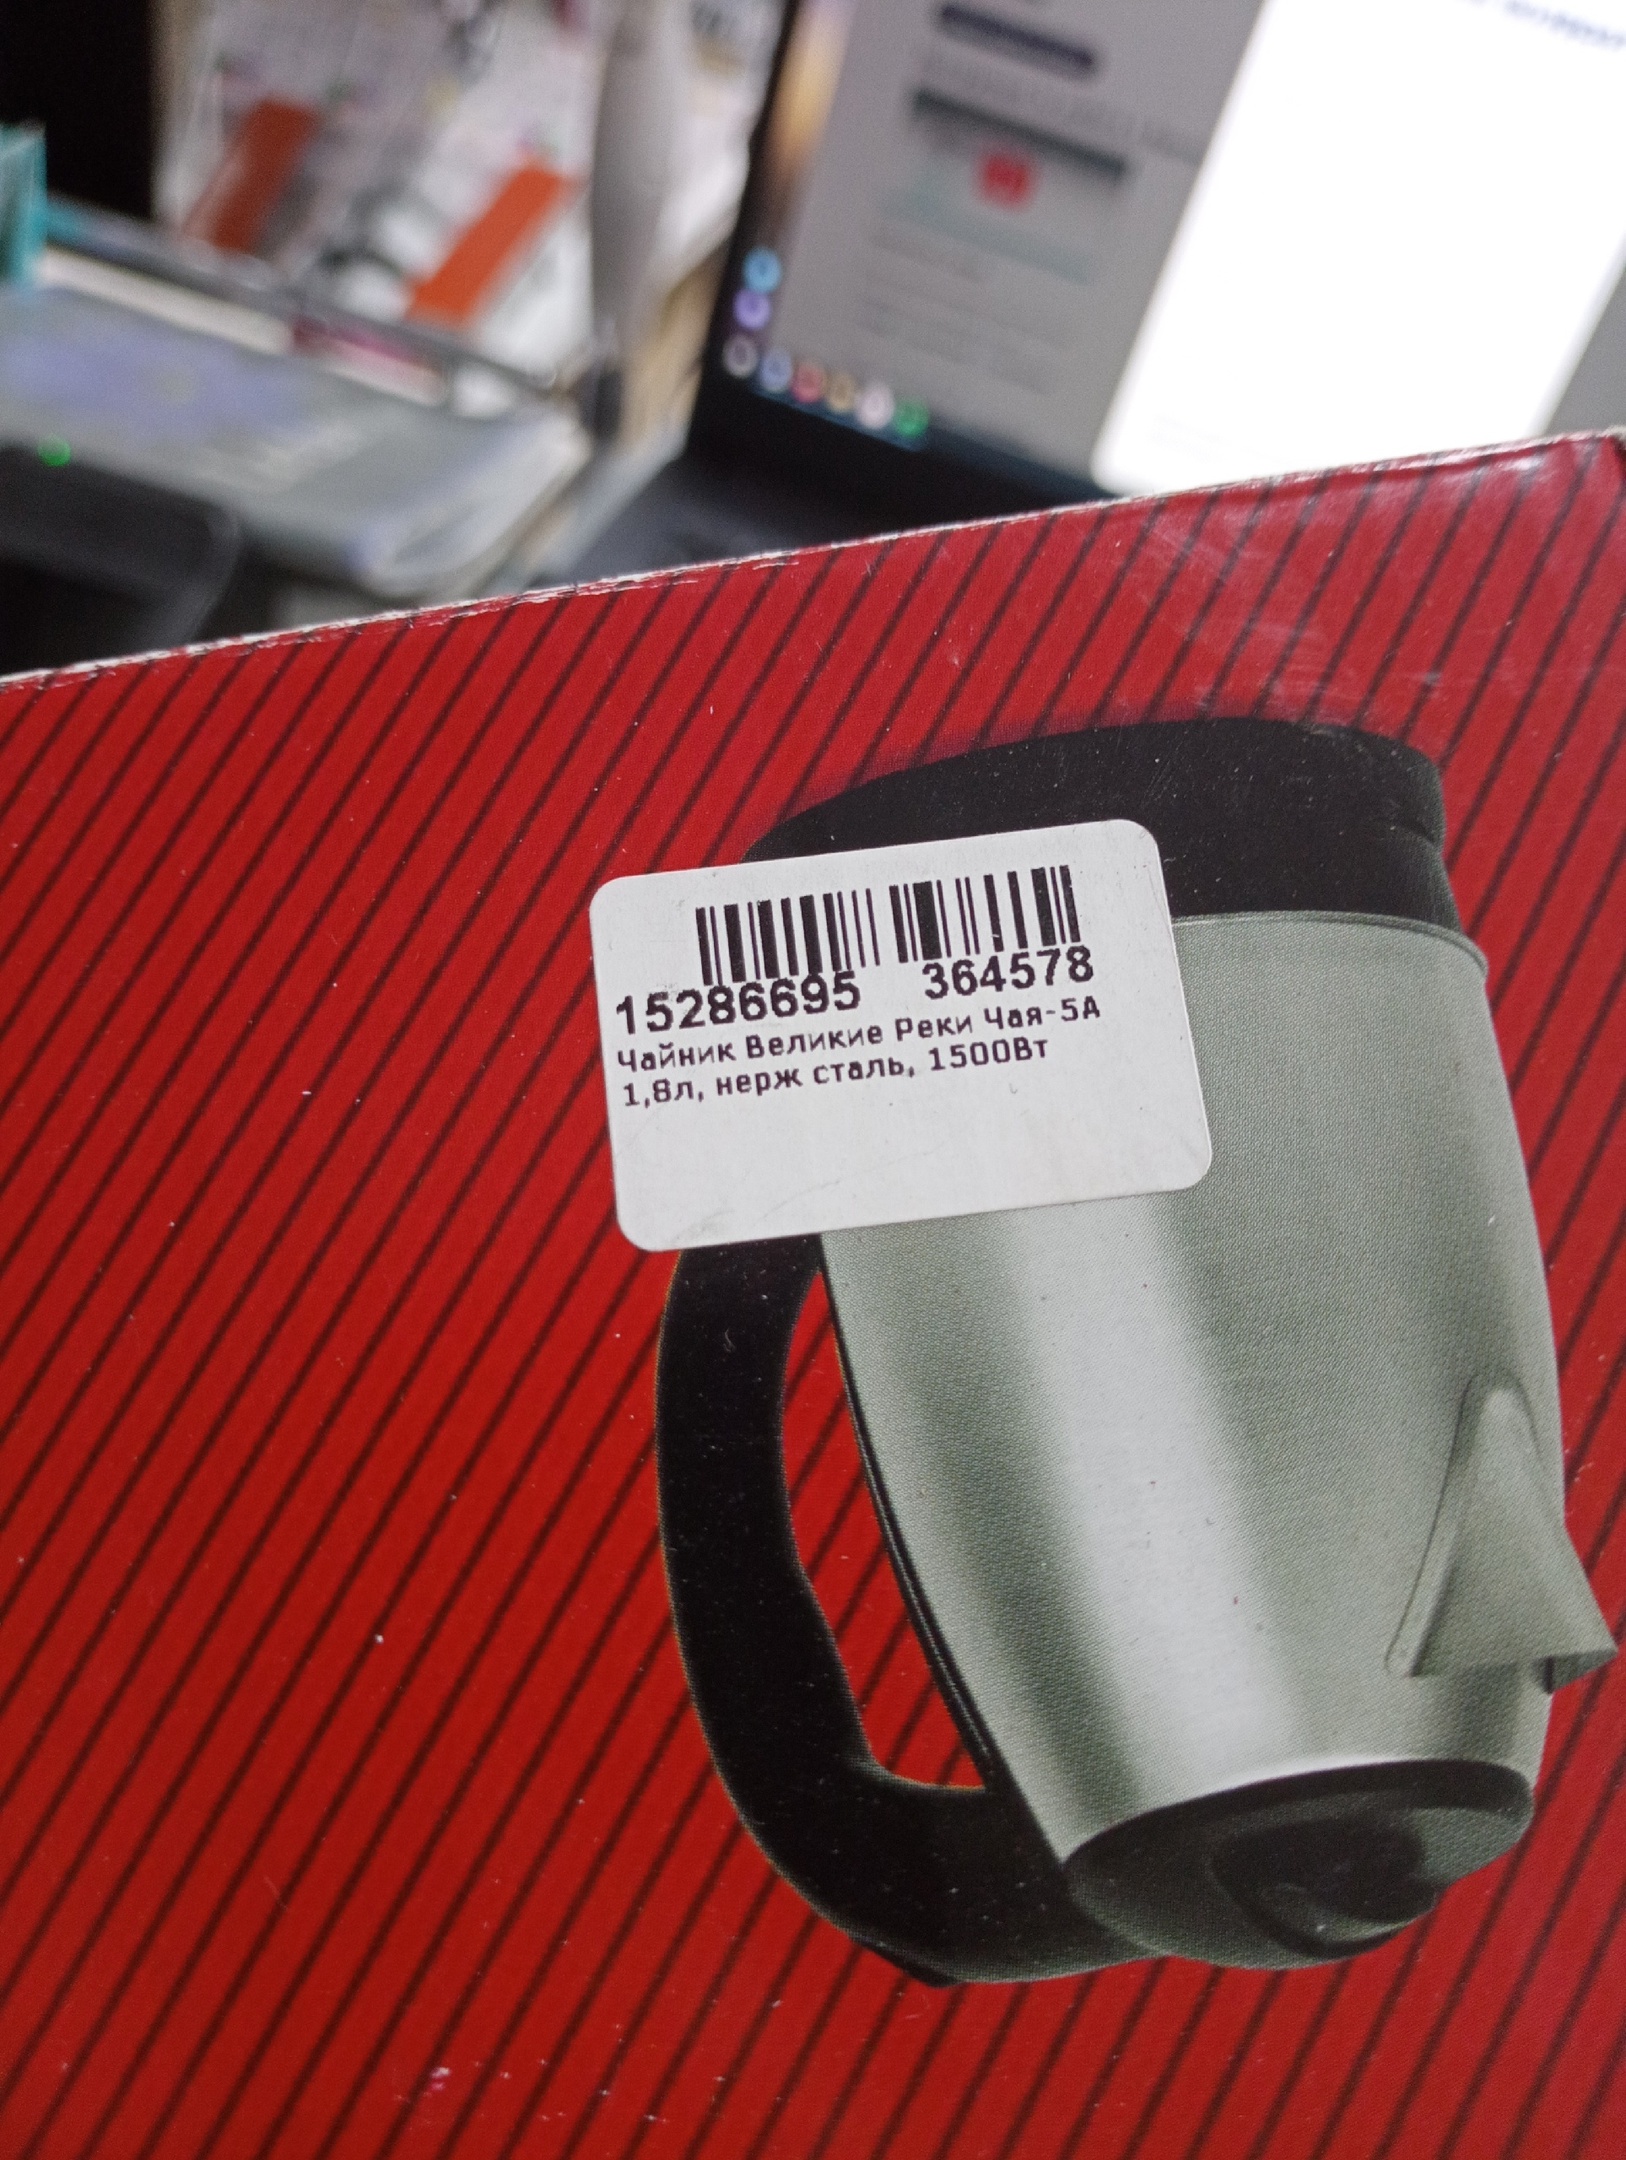 15286695 364578
Чайник Великие Реки Чая-5А
1,8л, нерж сталь, 1500Вт